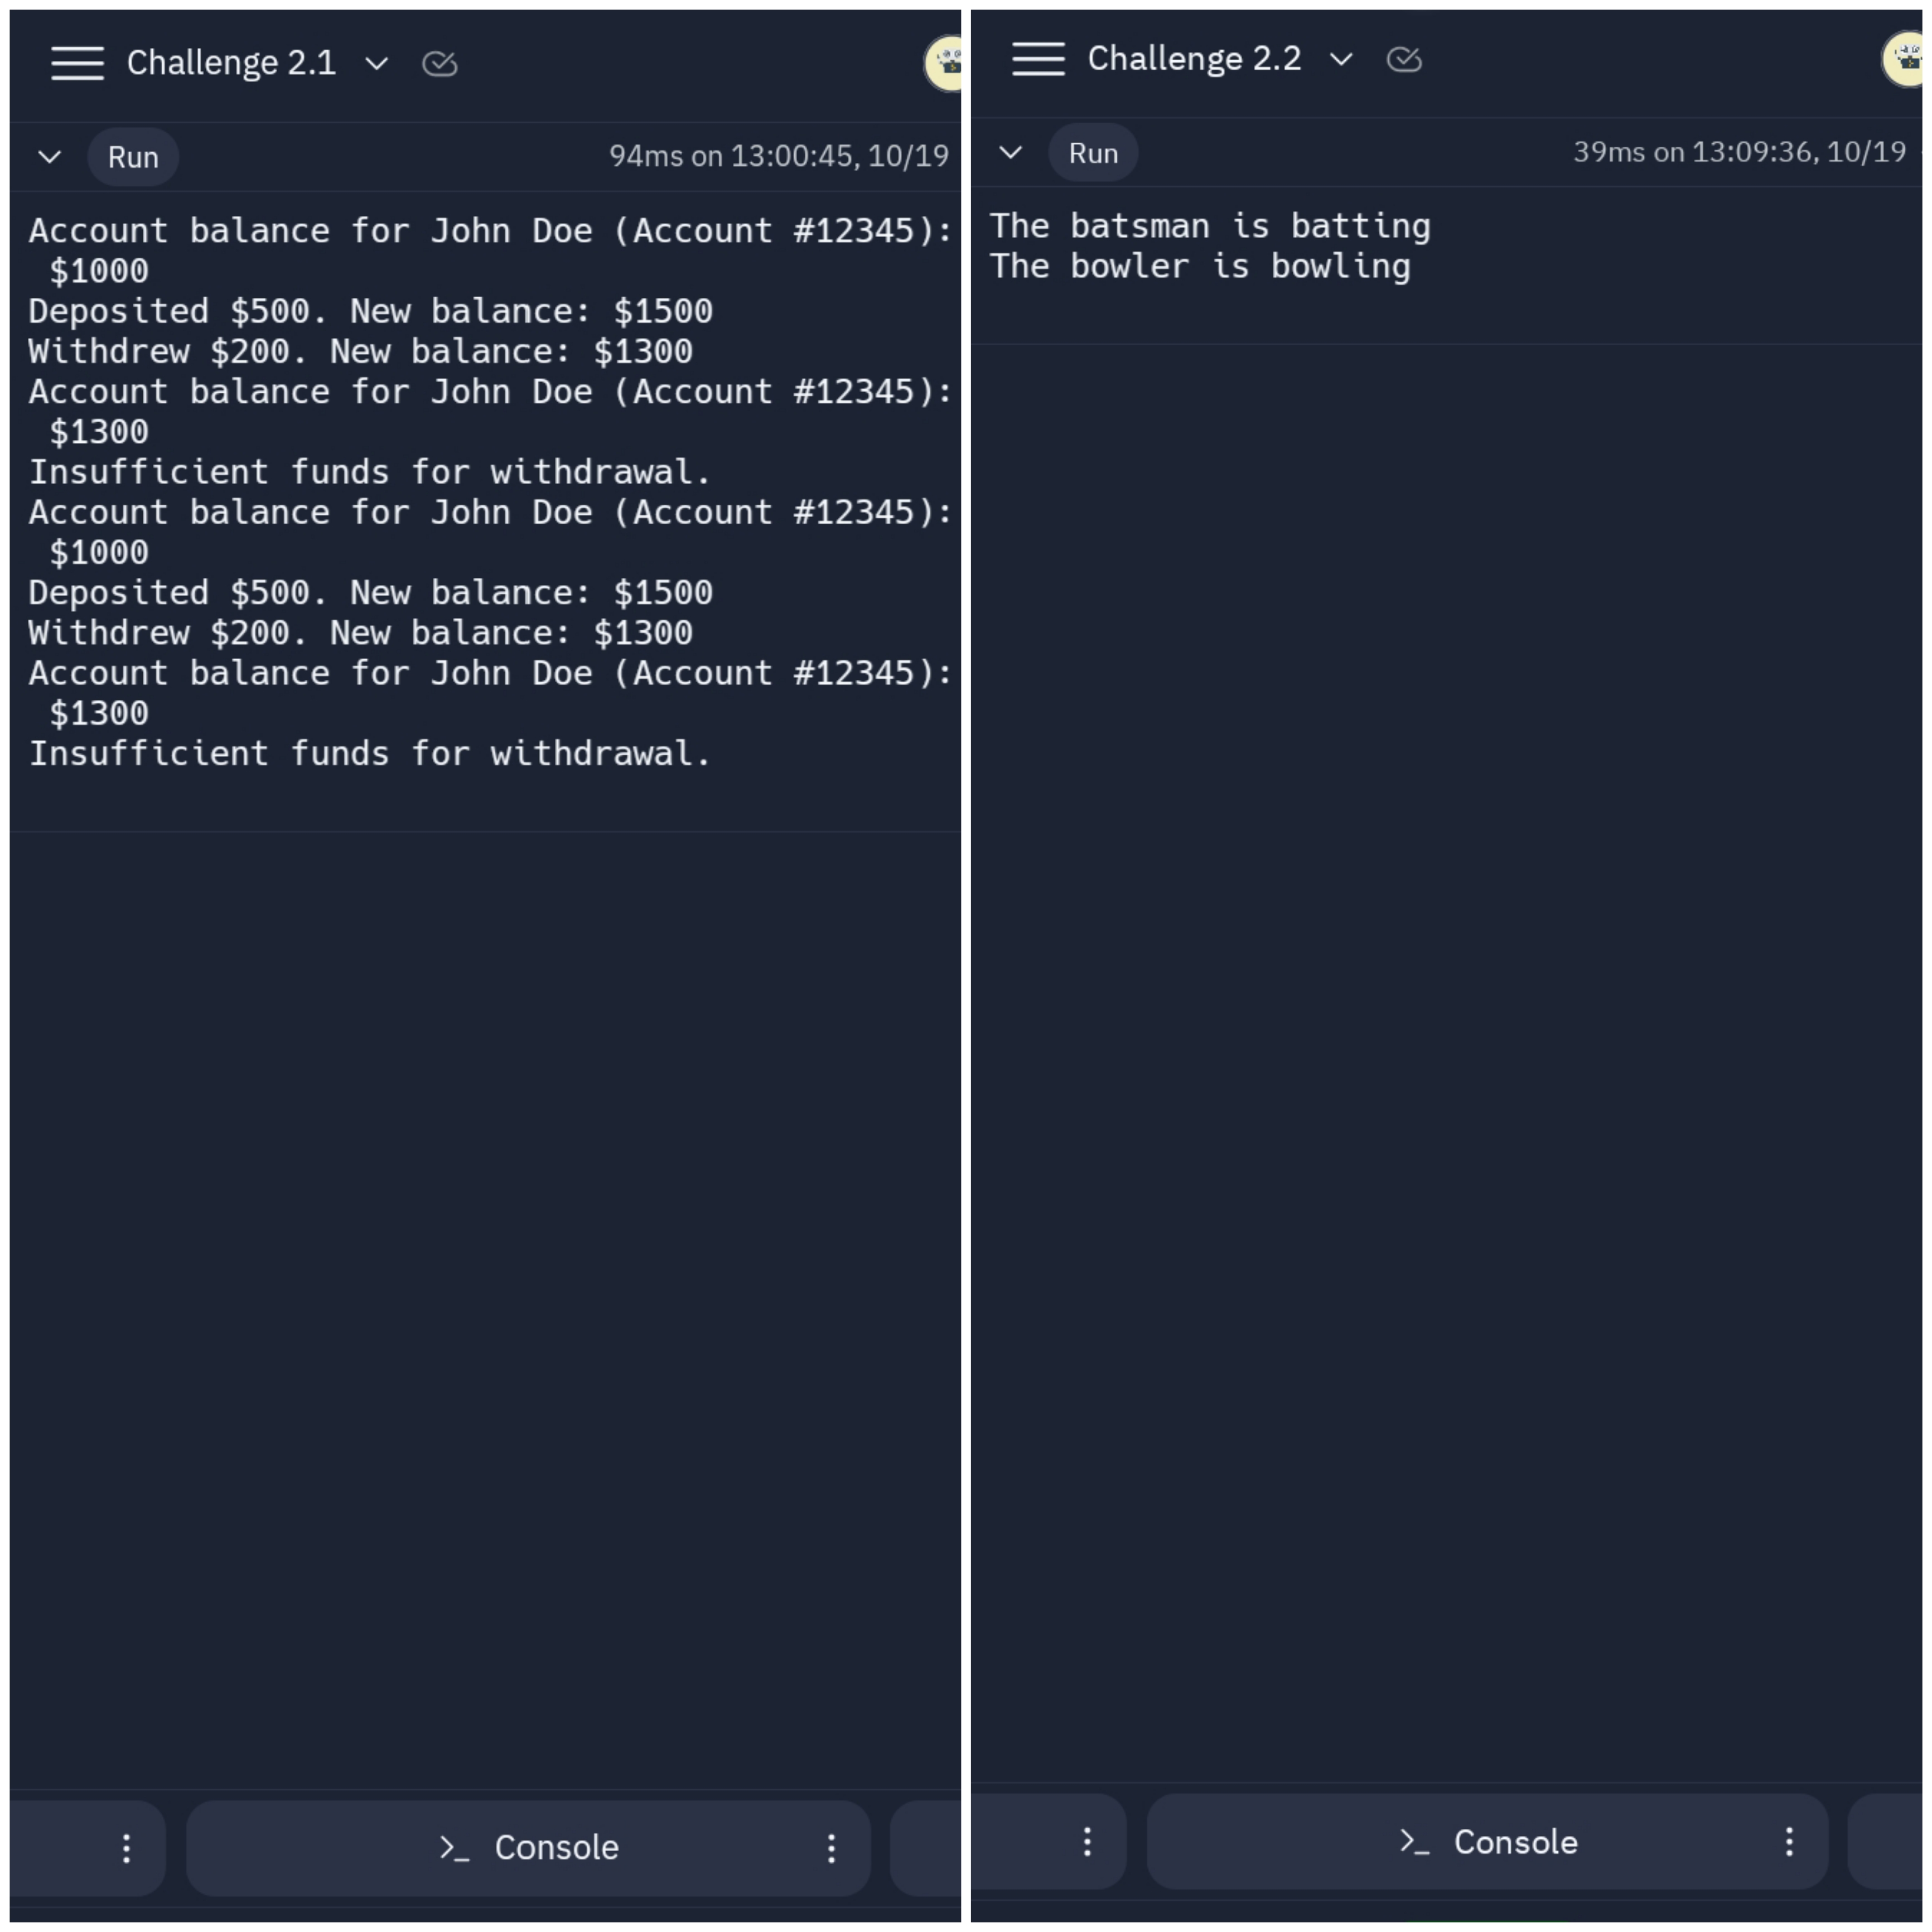 Challenge 2.1
Run
94ms on 13:00:45, 10/19
Account balance for John Doe (Account #12345):
$1000
Deposited $500. New balance: $1500
Withdrew $200. New balance: $1300
Account balance for John Doe (Account #12345):
$1300
Insufficient funds for withdrawal.
Account balance for John Doe (Account #12345):
$1000
Deposited $500. New balance: $1500
Withdrew $200. New balance: $1300
Account balance for John Doe (Account #12345):
$1300
Insufficient funds for withdrawal.
>_ Console
Challenge 2.2
Run
39ms on 13:09:36, 10/19
The batsman is batting
The bowler is bowling
>_ Console